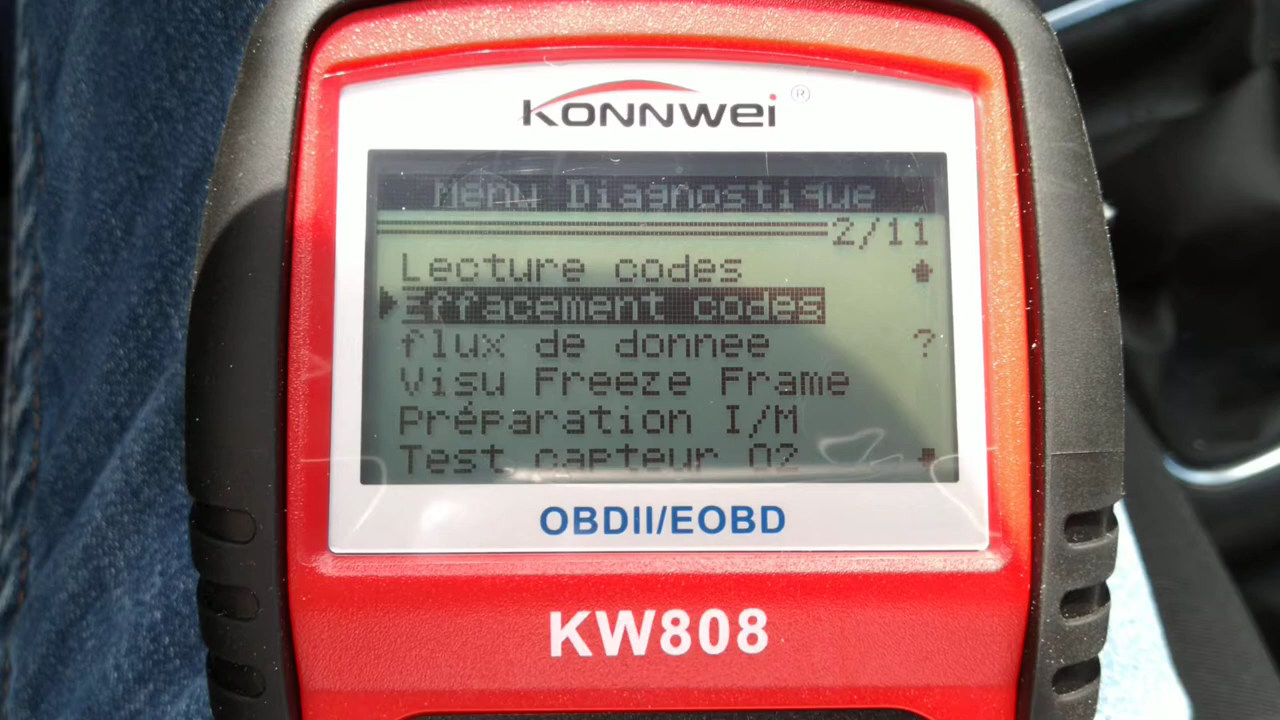 KONNWEI ®
Menu Diagnostique
2/11
Lecture codes
Effacement codes
flux de donnee ?
Visu Freeze Frame
Préparation I/M
Test capteur O2
OBDII/EOBD
KW808